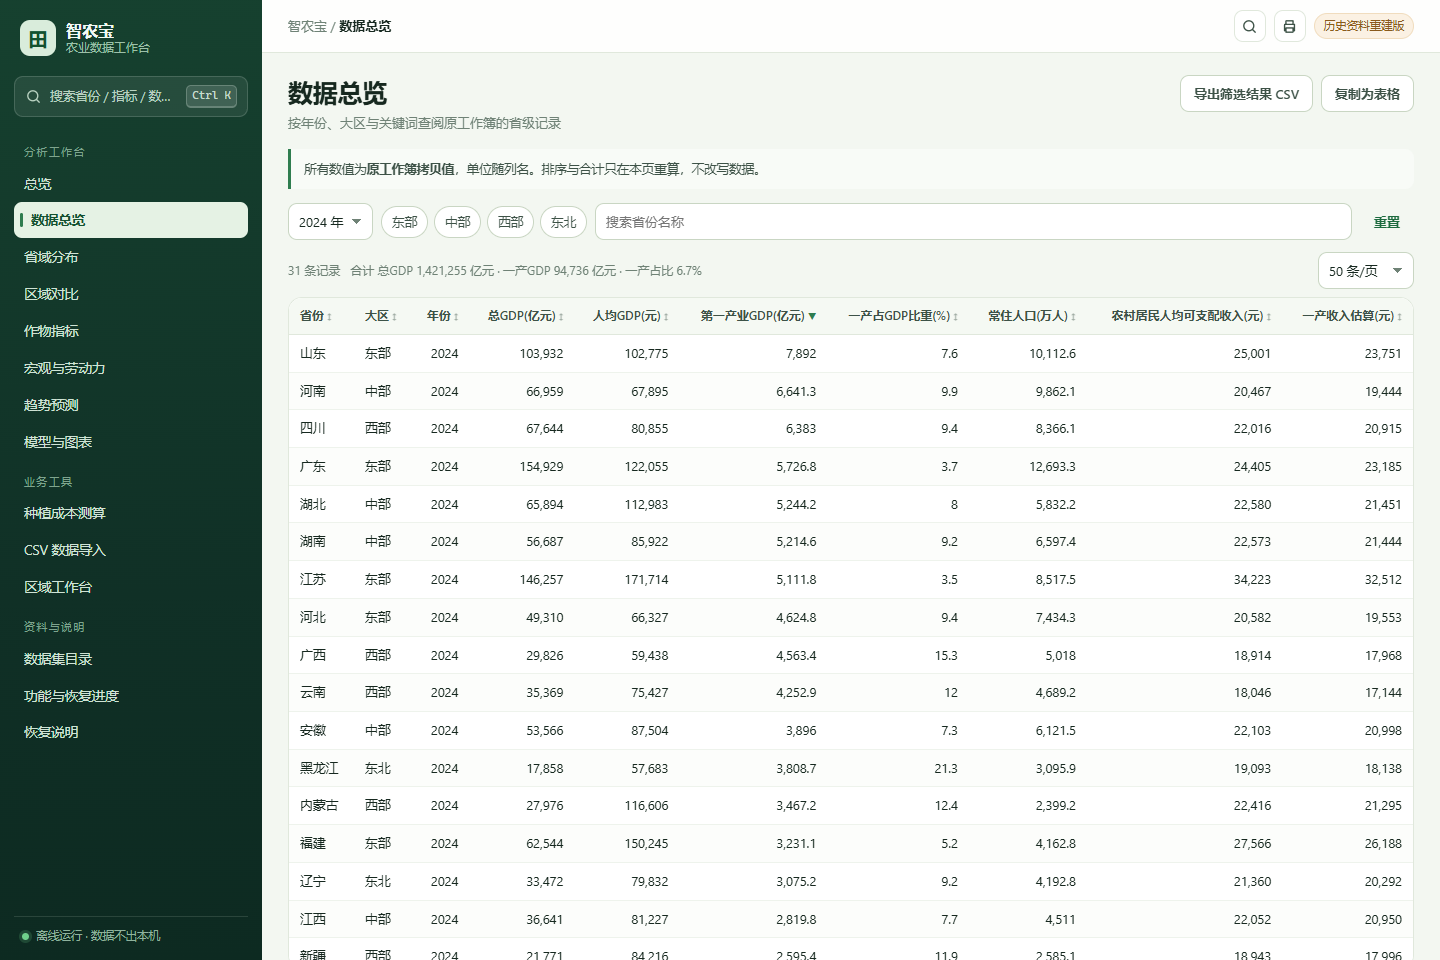 田 智农宝
农业数据工作台
搜索省份 / 指标 / 数... Ctrl K
分析工作台
总览
数据总览
省域分布
区域对比
作物指标
宏观与劳动力
趋势预测
模型与图表
业务工具
种植成本测算
CSV 数据导入
区域工作台
资料与说明
数据集目录
功能与恢复进度
恢复说明
离线运行 · 数据不出本机
智农宝 / 数据总览
历史资料重建版
数据总览
按年份、大区与关键词查阅原工作簿的省级记录
导出筛选结果 CSV 复制为表格
所有数值为原工作簿拷贝值，单位随列名。排序与合计只在本页重算，不改写数据。
2024 年 东部 中部 西部 东北 搜索省份名称 重置
31 条记录 合计 总GDP 1,421,255 亿元 · 一产GDP 94,736 亿元 · 一产占比 6.7%
50 条/页
省份↕ 大区↕ 年份↕ 总GDP(亿元)↕ 人均GDP(元)↕ 第一产业GDP(亿元)▼ 一产占GDP比重(%)↕ 常住人口(万人)↕ 农村居民人均可支配收入(元)↕ 一产收入估算(元)↕
山东 东部 2024 103,932 102,775 7,892 7.6 10,112.6 25,001 23,751
河南 中部 2024 66,959 67,895 6,641.3 9.9 9,862.1 20,467 19,444
四川 西部 2024 67,644 80,855 6,383 9.4 8,366.1 22,016 20,915
广东 东部 2024 154,929 122,055 5,726.8 3.7 12,693.3 24,405 23,185
湖北 中部 2024 65,894 112,983 5,244.2 8 5,832.2 22,580 21,451
湖南 中部 2024 56,687 85,922 5,214.6 9.2 6,597.4 22,573 21,444
江苏 东部 2024 146,257 171,714 5,111.8 3.5 8,517.5 34,223 32,512
河北 东部 2024 49,310 66,327 4,624.8 9.4 7,434.3 20,582 19,553
广西 西部 2024 29,826 59,438 4,563.4 15.3 5,018 18,914 17,968
云南 西部 2024 35,369 75,427 4,252.9 12 4,689.2 18,046 17,144
安徽 中部 2024 53,566 87,504 3,896 7.3 6,121.5 22,103 20,998
黑龙江 东北 2024 17,858 57,683 3,808.7 21.3 3,095.9 19,093 18,138
内蒙古 西部 2024 27,976 116,606 3,467.2 12.4 2,399.2 22,416 21,295
福建 东部 2024 62,544 150,245 3,231.1 5.2 4,162.8 27,566 26,188
辽宁 东北 2024 33,472 79,832 3,075.2 9.2 4,192.8 21,360 20,292
江西 中部 2024 36,641 81,227 2,819.8 7.7 4,511 22,052 20,950
新疆 西部 2024 21,771 84,216 2,595.4 11.9 2,585.1 18,943 17,996